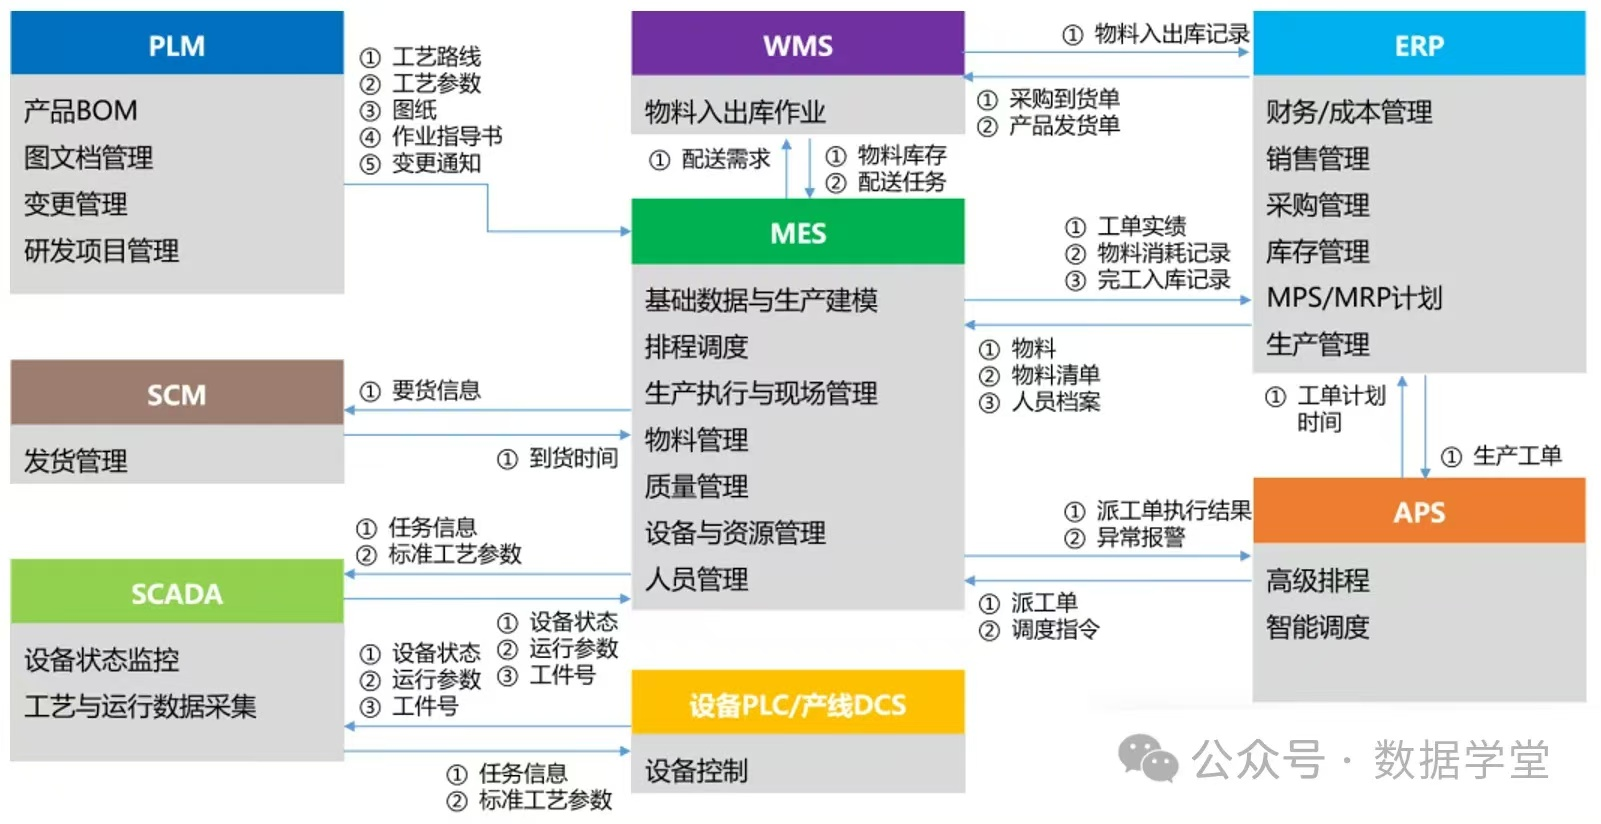 PLM
产品BOM
图文档管理
变更管理
研发项目管理
① 工艺路线
② 工艺参数
③ 图纸
④ 作业指导书
⑤ 变更通知
WMS
物料入出库作业
① 物料入出库记录
① 采购到货单
② 产品发货单
① 配送需求
① 物料库存
② 配送任务
ERP
财务/成本管理
销售管理
采购管理
库存管理
MPS/MRP计划
生产管理
MES
基础数据与生产建模
排程调度
生产执行与现场管理
物料管理
质量管理
设备与资源管理
人员管理
① 工单实绩
② 物料消耗记录
③ 完工入库记录
① 物料
② 物料清单
③ 人员档案
SCM
发货管理
① 要货信息
① 到货时间
① 工单计划
时间
① 生产工单
APS
高级排程
智能调度
① 派工单执行结果
② 异常报警
① 派工单
② 调度指令
SCADA
设备状态监控
工艺与运行数据采集
① 任务信息
② 标准工艺参数
① 设备状态
② 运行参数
③ 工件号
① 设备状态
② 运行参数
③ 工件号
设备PLC/产线DCS
设备控制
① 任务信息
② 标准工艺参数
公众号·数据学堂